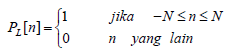 P_L[n] = { 1 jika −N ≤ n ≤ N
0 n yang lain